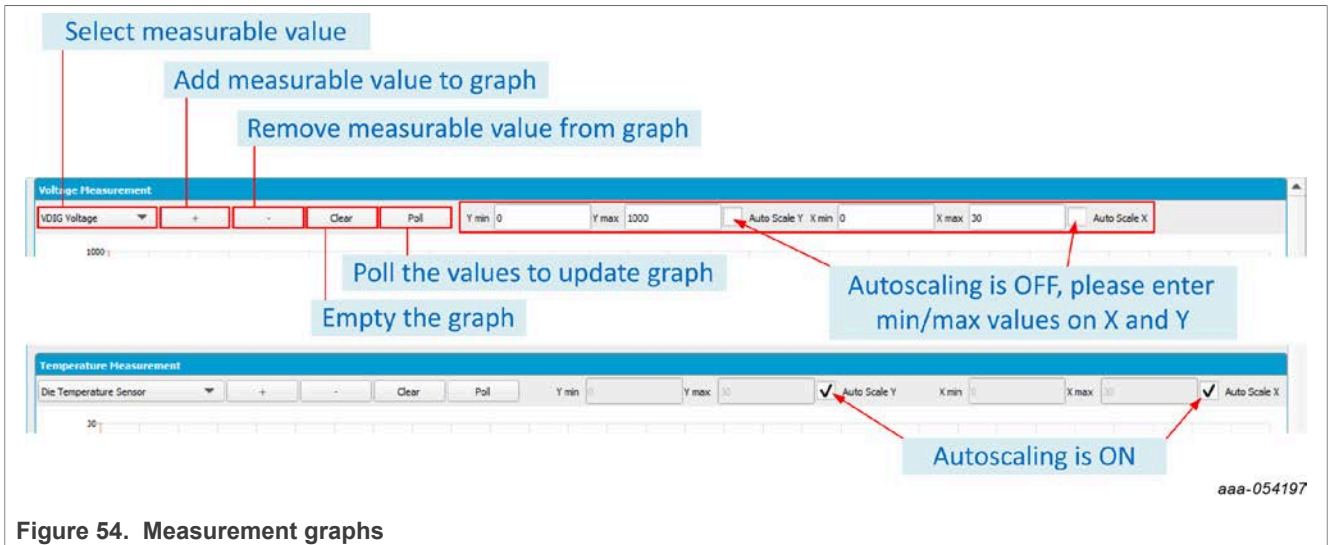 Select measurable value
Add measurable value to graph
Remove measurable value from graph
Voltage Measurement
VDIG Voltage + - Clear Poll Y min 0 Y max 1000 Auto Scale Y X min 0 X max 30 Auto Scale X
1000
Poll the values to update graph
Autoscaling is OFF, please enter
min/max values on X and Y
Empty the graph
Temperature Measurement
Die Temperature Sensor + - Clear Poll Y min 0 Y max 30 Auto Scale Y X min 0 X max 30 Auto Scale X
30
Autoscaling is ON
aaa-054197
Figure 54. Measurement graphs